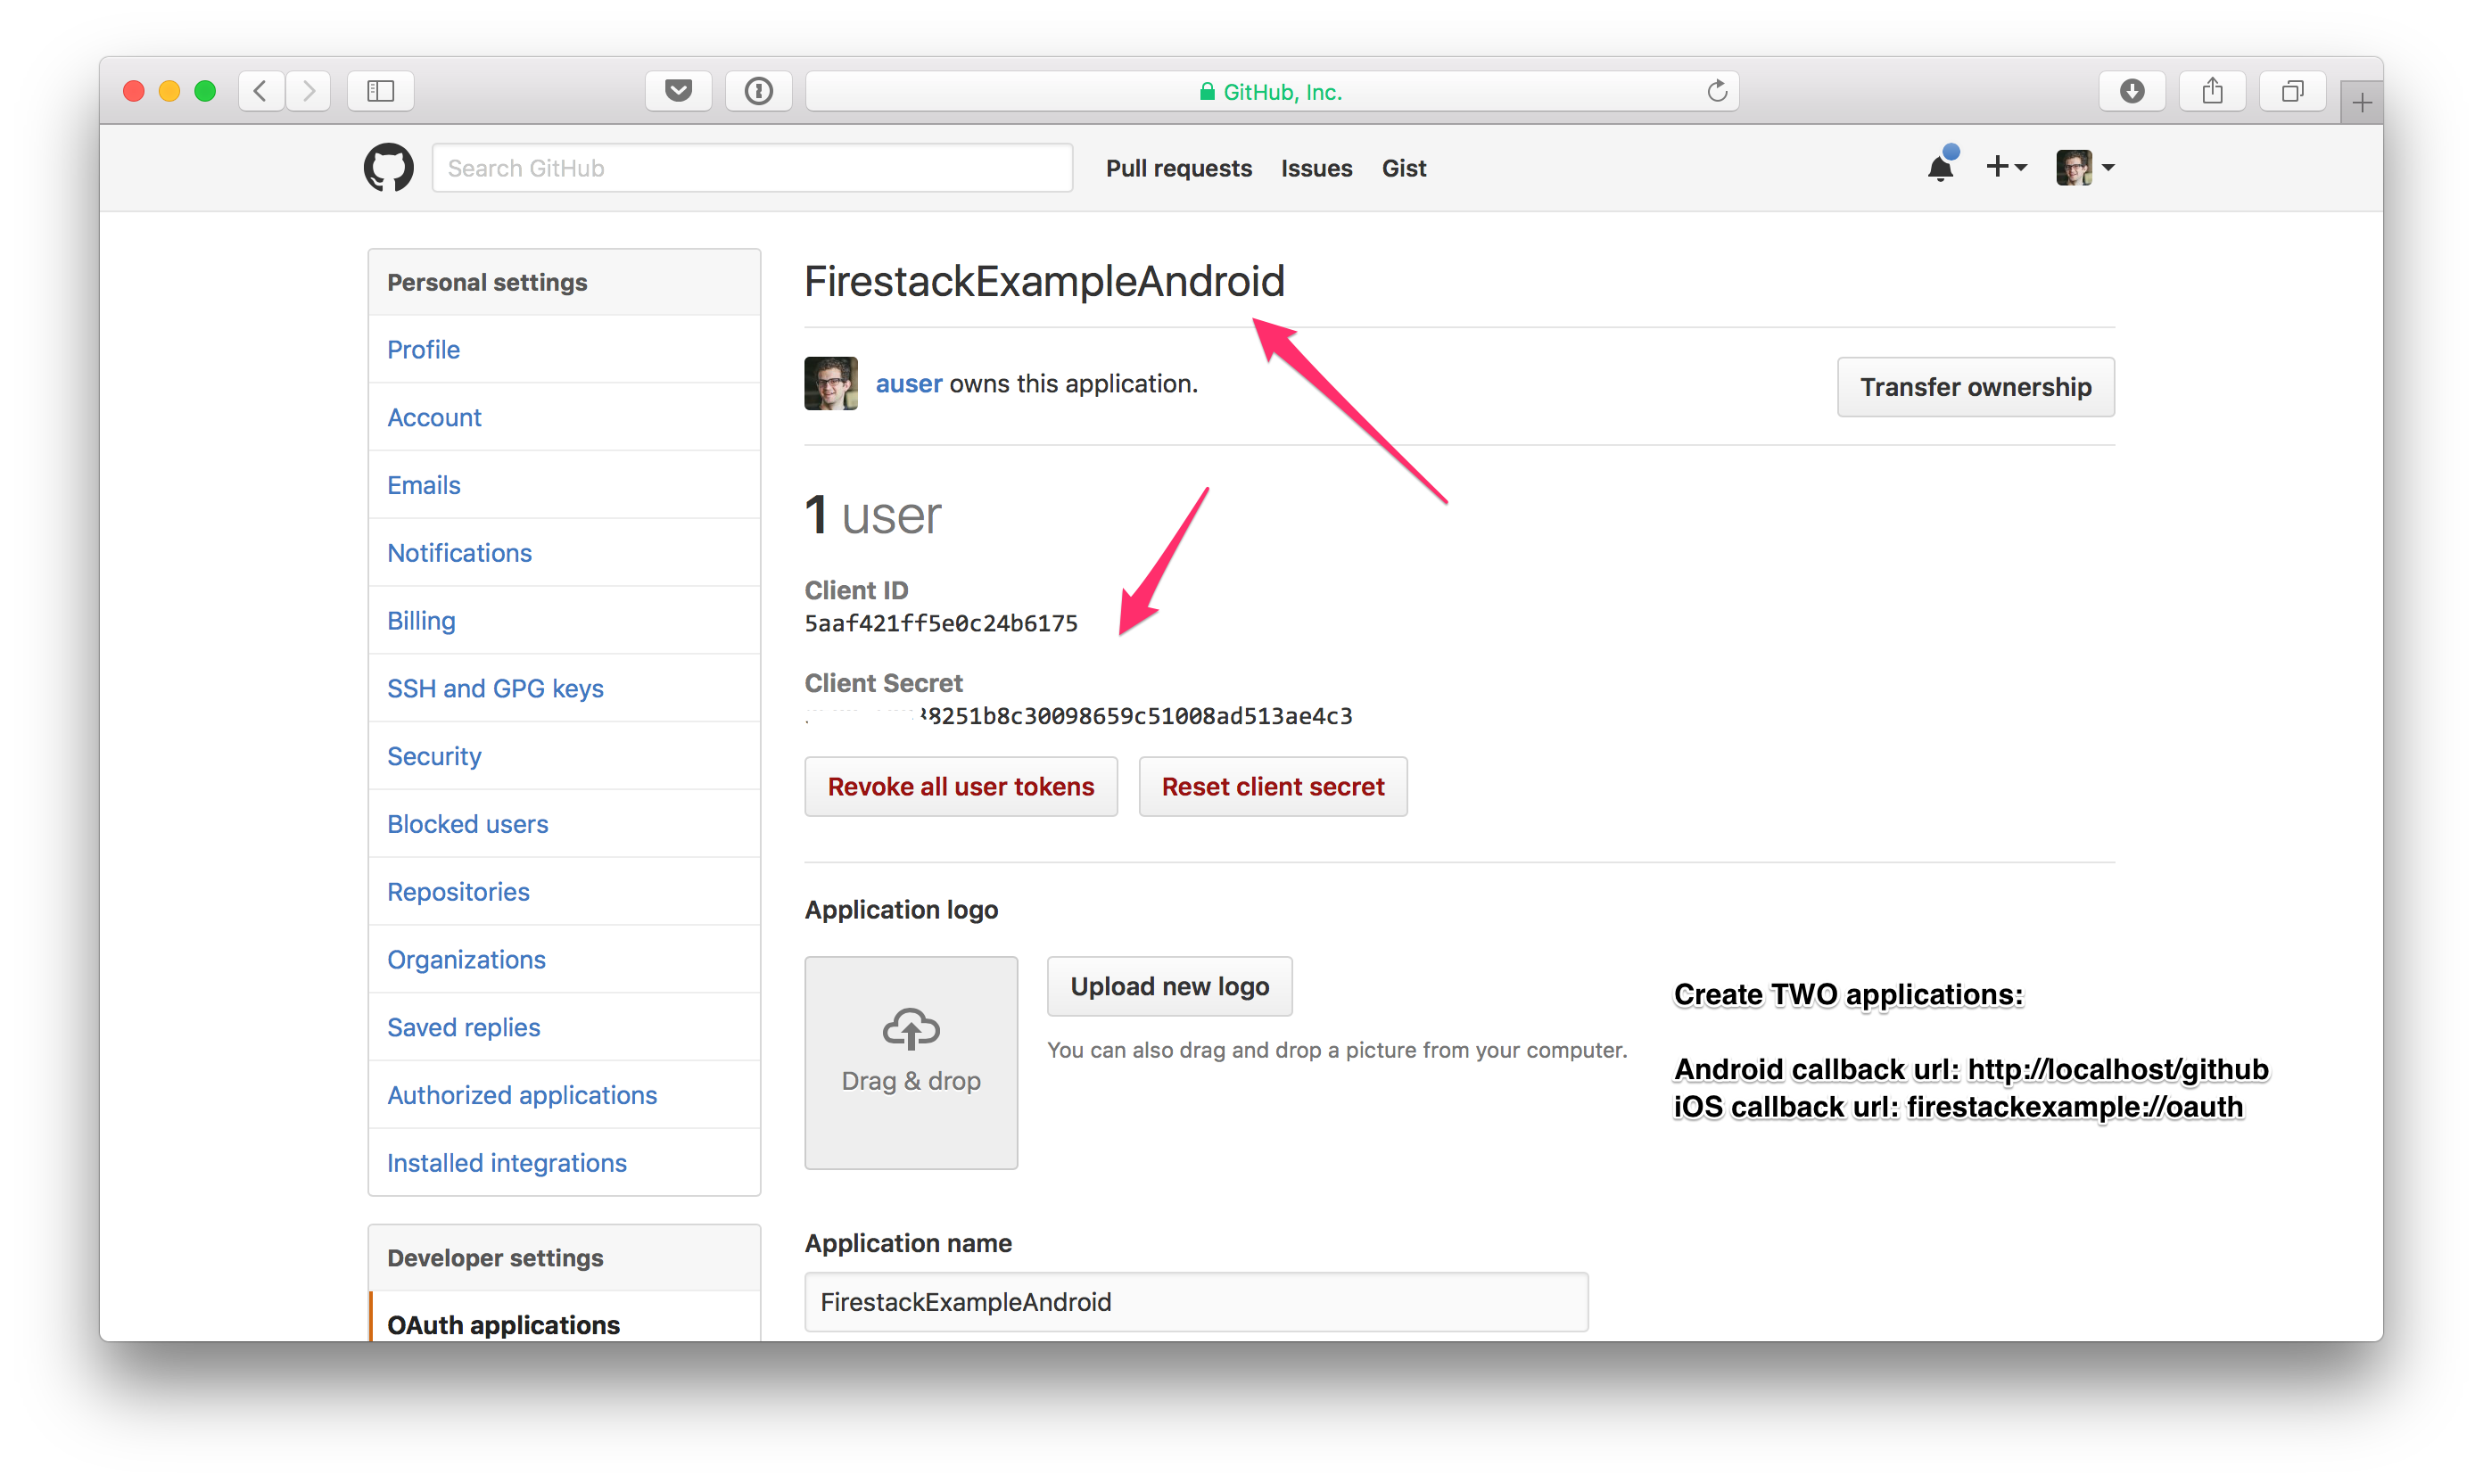 GitHub, Inc.
Search GitHub
Pull requests Issues Gist
Personal settings
Profile
Account
Emails
Notifications
Billing
SSH and GPG keys
Security
Blocked users
Repositories
Organizations
Saved replies
Authorized applications
Installed integrations
Developer settings
OAuth applications
FirestackExampleAndroid
auser owns this application.
Transfer ownership
1 user
Client ID
5aaf421ff5e0c24b6175
Client Secret
8251b8c30098659c51008ad513ae4c3
Revoke all user tokens
Reset client secret
Application logo
Drag & drop
Upload new logo
You can also drag and drop a picture from your computer.
Create TWO applications:
Android callback url: http://localhost/github
iOS callback url: firestackexample://oauth
Application name
FirestackExampleAndroid